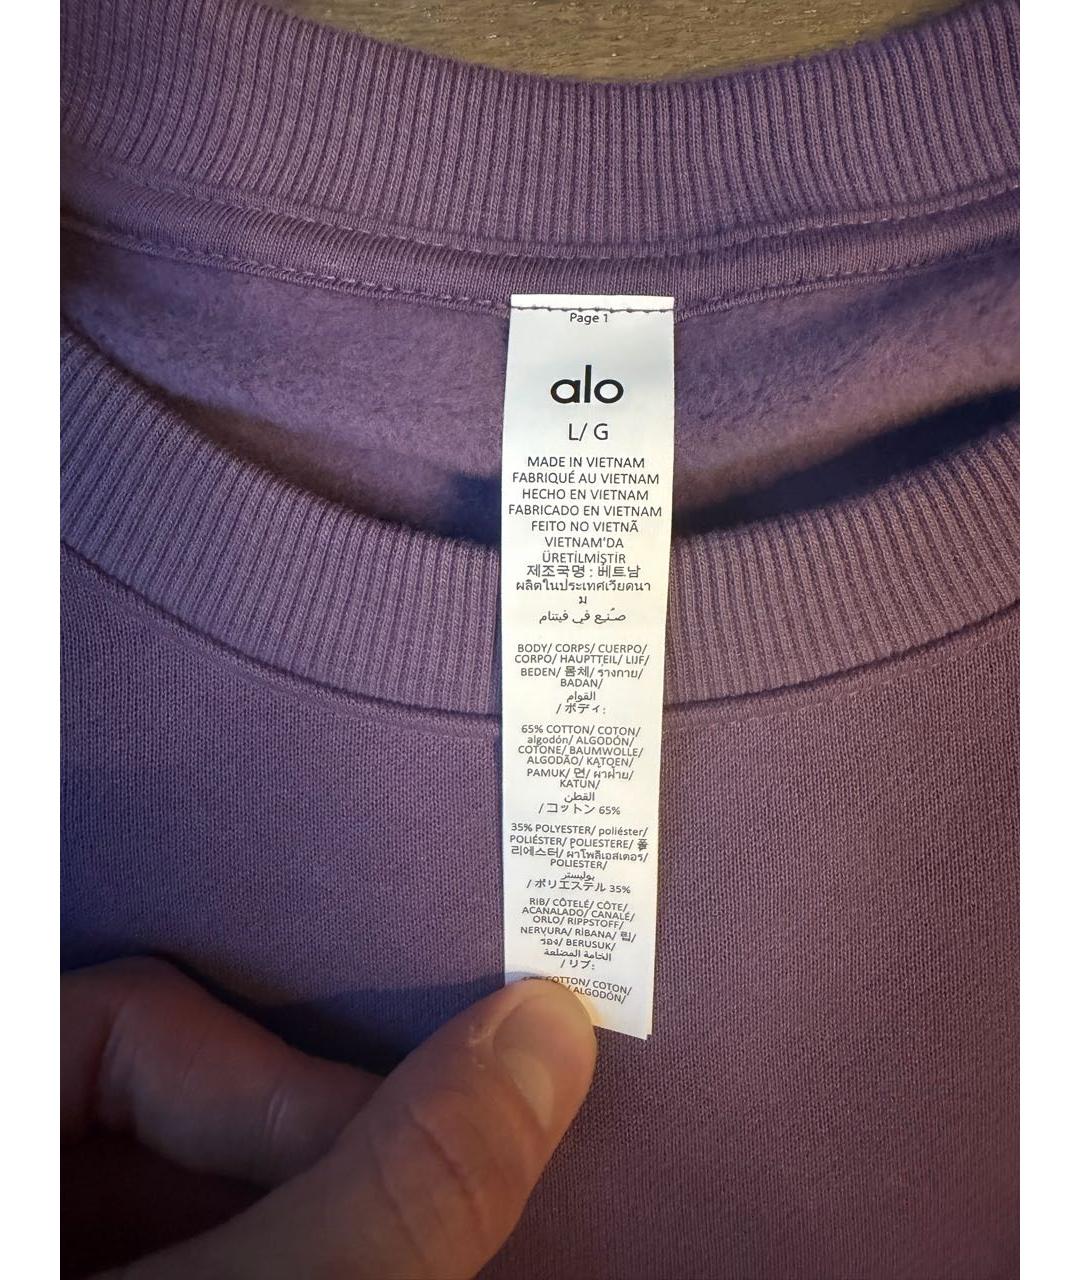 Page 1
alo
L/ G
MADE IN VIETNAM
FABRIQUÉ AU VIETNAM
HECHO EN VIETNAM
FABRICADO EN VIETNAM
FEITO NO VIETNÃ
VIETNAM'DA
ÜRETİLMİŞTİR
제조국명 : 베트남
ผลิตในประเทศเวียดนา
ม
صُنع في فيتنام
BODY/ CORPS/ CUERPO/
CORPO/ HAUPTTEIL/ LIJF/
BEDEN/ 몸체/ ร่างกาย/
BADAN/
القوام
/ ボディ:
65% COTTON/ COTON/
algodón/ ALGODÓN/
COTONE/ BAUMWOLLE/
ALGODÃO/ KATOEN/
PAMUK/ 면/ ผ้าฝ้าย/
KATUN/
القطن
/ コットン 65%
35% POLYESTER/ poliéster/
POLIÉSTER/ POLIESTERE/ 폴
리에스터/ ผ้าโพลีเอสเตอร์/
POLIESTER/
بوليستر
/ ポリエステル 35%
RIB/ CÔTELÉ/ CÔTE/
ACANALADO/ CANALÉ/
ORLO/ RIPPSTOFF/
NERVURA/ RIBANA/ 립/
ร่อง/ BERUSUK/
الخامة المضلعة
/ リブ:
COTTON/ COTON/
/ALGODÓN/